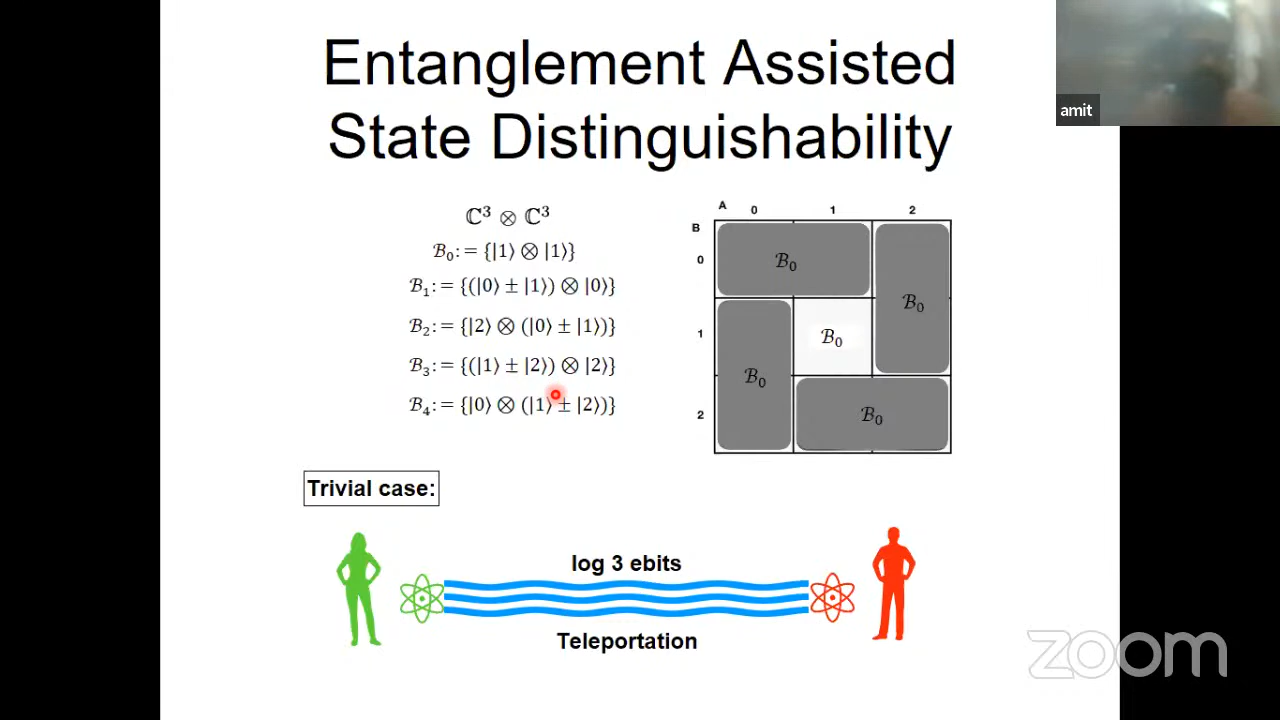 Entanglement Assisted
State Distinguishability
amit
ℂ³ ⊗ ℂ³
ℬ₀: = {|1⟩ ⊗ |1⟩}
ℬ₁: = {(|0⟩ ± |1⟩) ⊗ |0⟩}
ℬ₂: = {|2⟩ ⊗ (|0⟩ ± |1⟩)}
ℬ₃: = {(|1⟩ ± |2⟩) ⊗ |2⟩}
ℬ₄: = {|0⟩ ⊗ (|1⟩ ± |2⟩)}
A 0 1 2
B
0 ℬ₀
ℬ₀
1 ℬ₀
ℬ₀
2 ℬ₀
Trivial case:
log 3 ebits
Teleportation
zoom